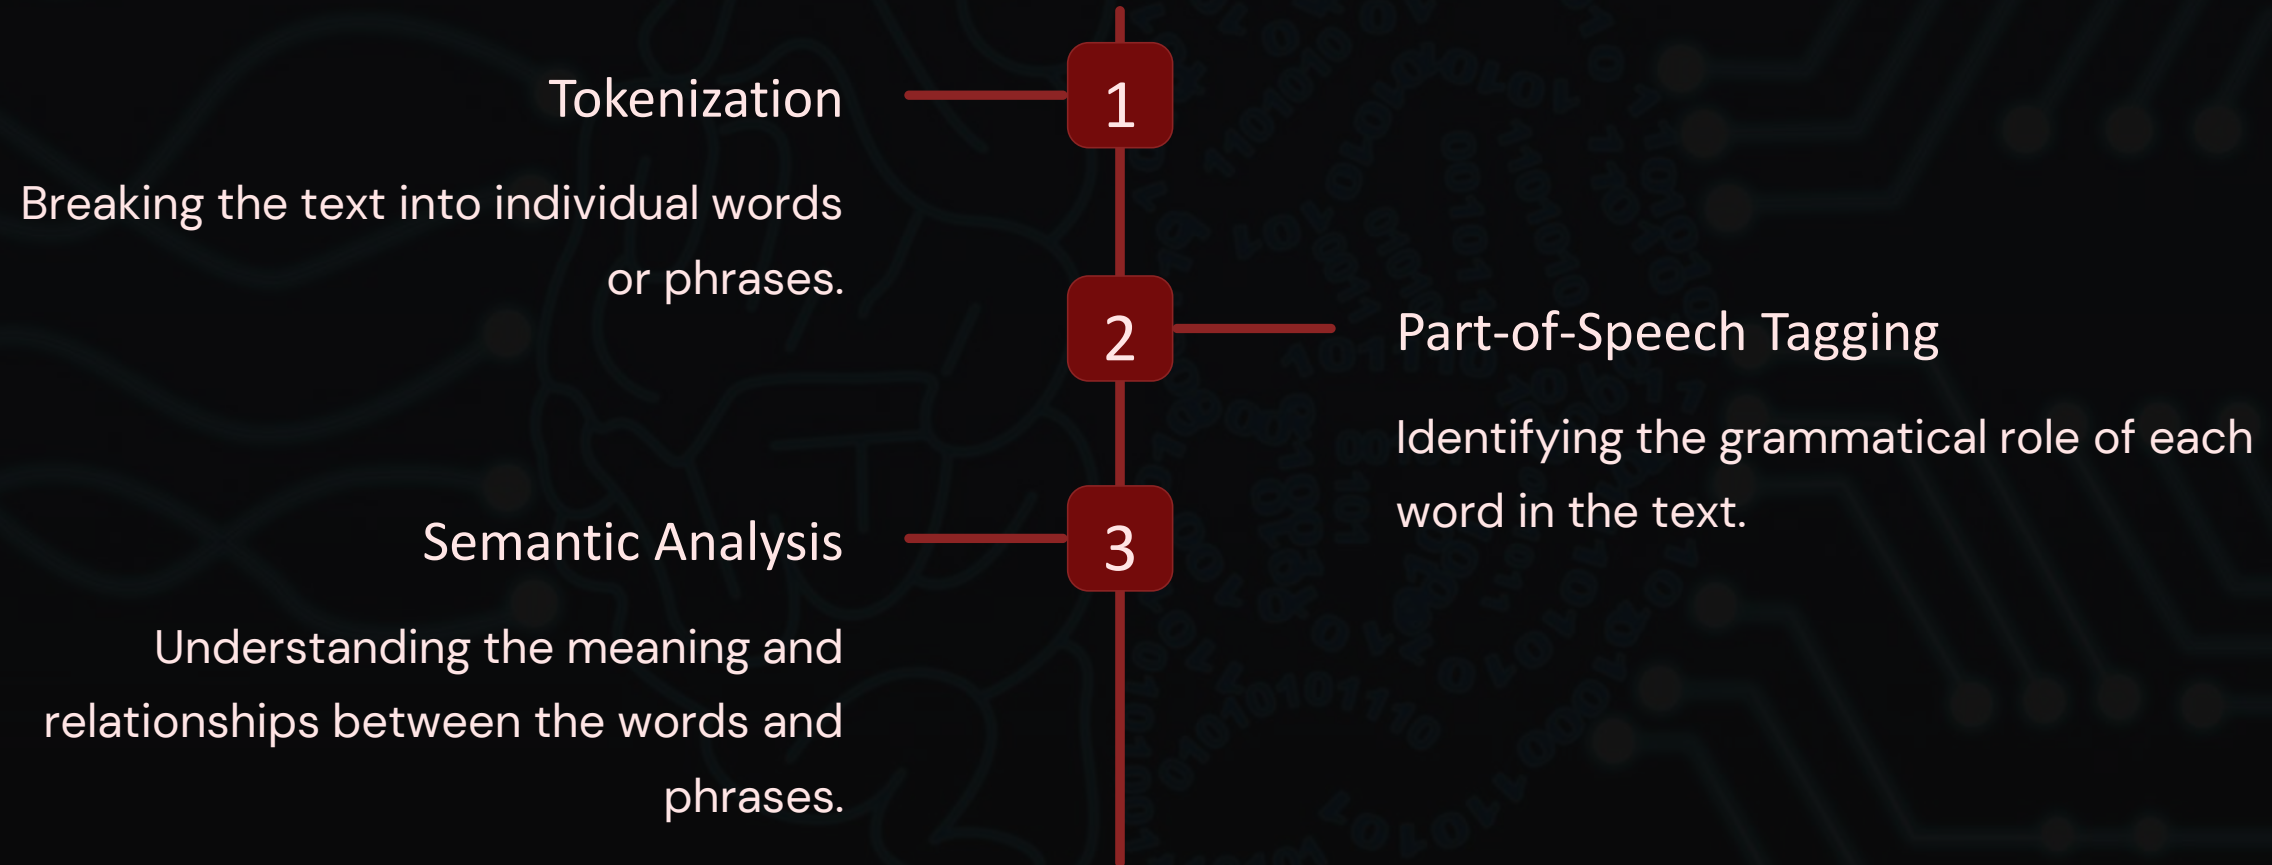 Tokenization
1
Breaking the text into individual words
or phrases.
2
Part-of-Speech Tagging
Identifying the grammatical role of each
word in the text.
Semantic Analysis
3
Understanding the meaning and
relationships between the words and
phrases.